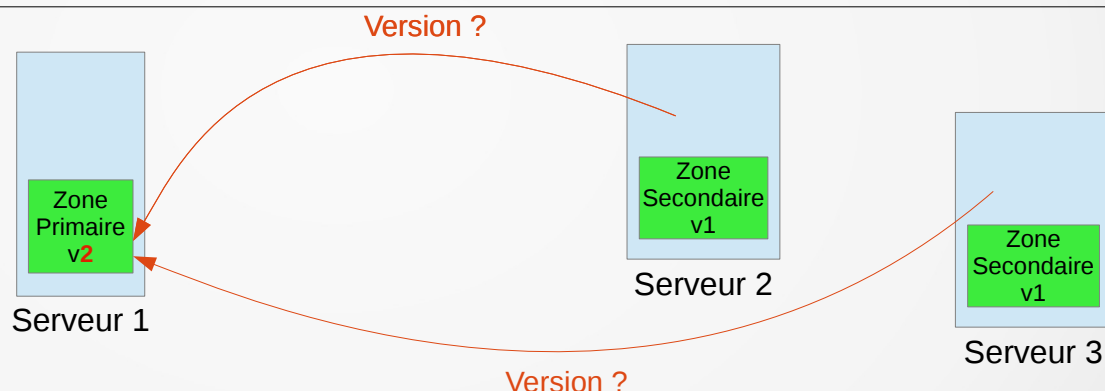 Version ?
Zone
Primaire
v2
Serveur 1
Zone
Secondaire
v1
Serveur 2
Zone
Secondaire
v1
Serveur 3
Version ?